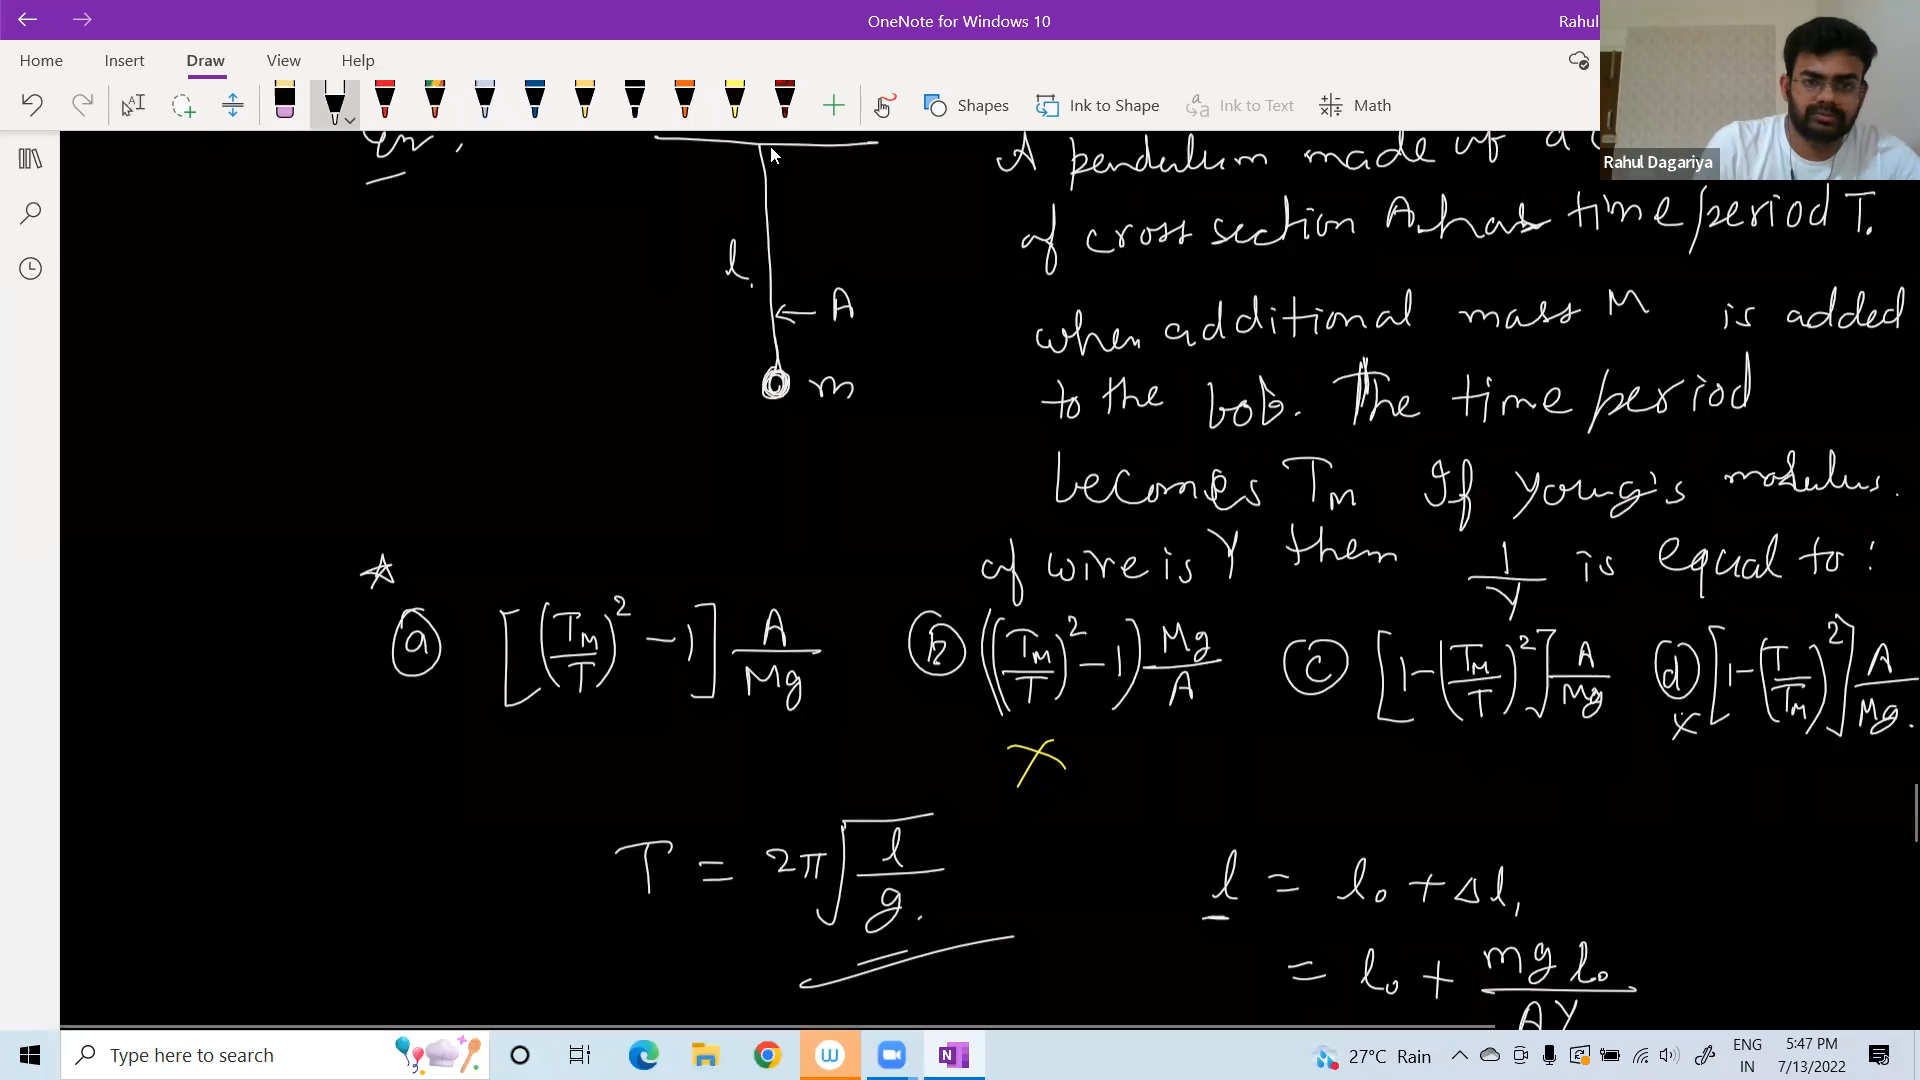 OneNote for Windows 10
Rahul
Home Insert Draw View Help
Shapes Ink to Shape Ink to Text Math
Rahul Dagariya
A pendulum made of a
of cross section A has time period T.
when additional mass M is added
to the bob. The time period
becomes T_M If young's modulus.
of wire is Y then 1/Y is equal to :
l
A
m
(a) [(T_M/T)² - 1] A/Mg (b) ((T_M/T)² - 1) Mg/A (c) [1 - (T_M/T)²] A/Mg (d) [1 - (T/T_M)²] A/Mg.
T = 2π√(l/g).
l = l₀ + Δl,
= l₀ + mgl₀/AY
Type here to search
27°C Rain
ENG
IN
5:47 PM
7/13/2022